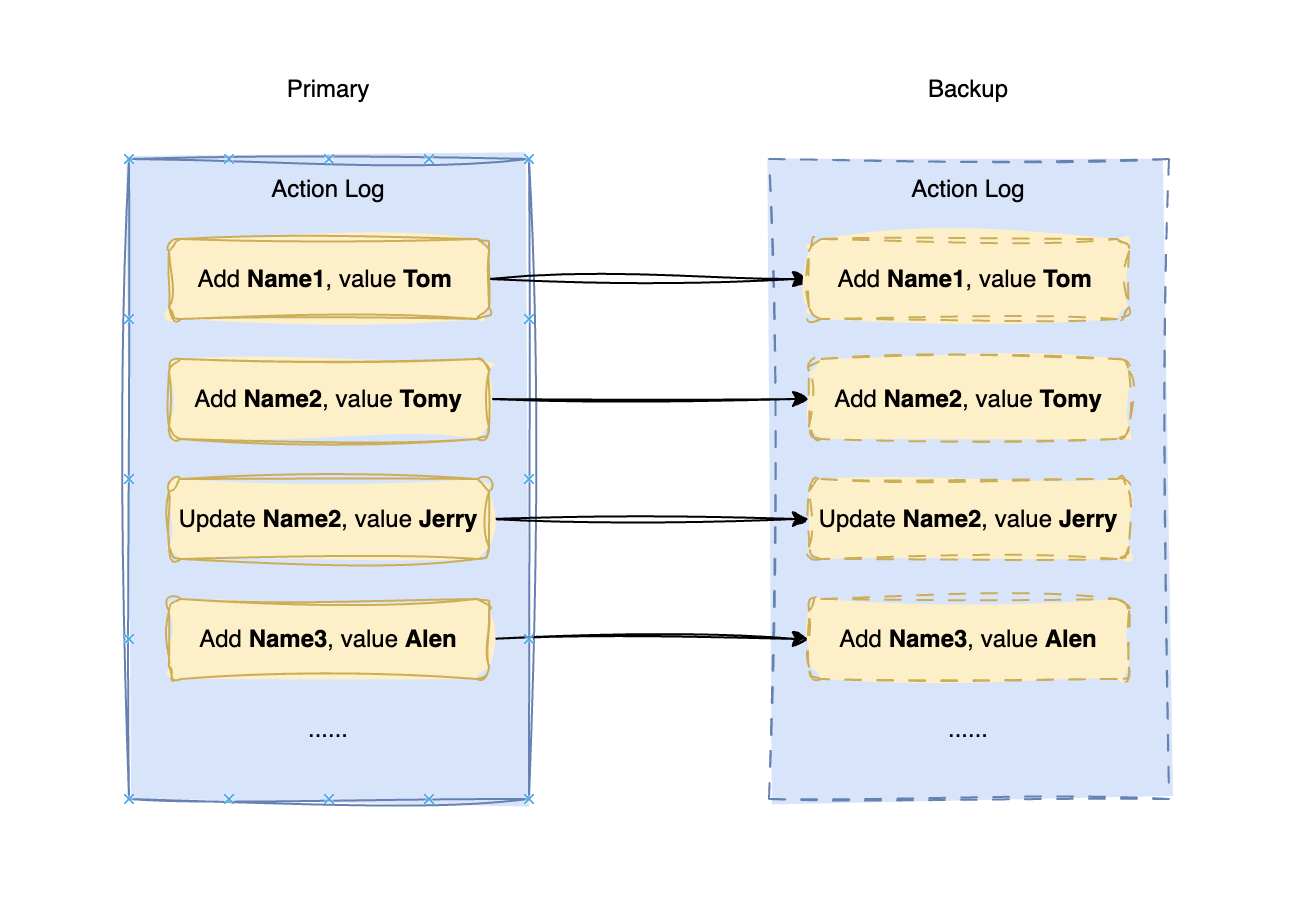 Primary
Backup
Action Log
Action Log
Add Name1, value Tom
Add Name1, value Tom
Add Name2, value Tomy
Add Name2, value Tomy
Update Name2, value Jerry
Update Name2, value Jerry
Add Name3, value Alen
Add Name3, value Alen
......
......